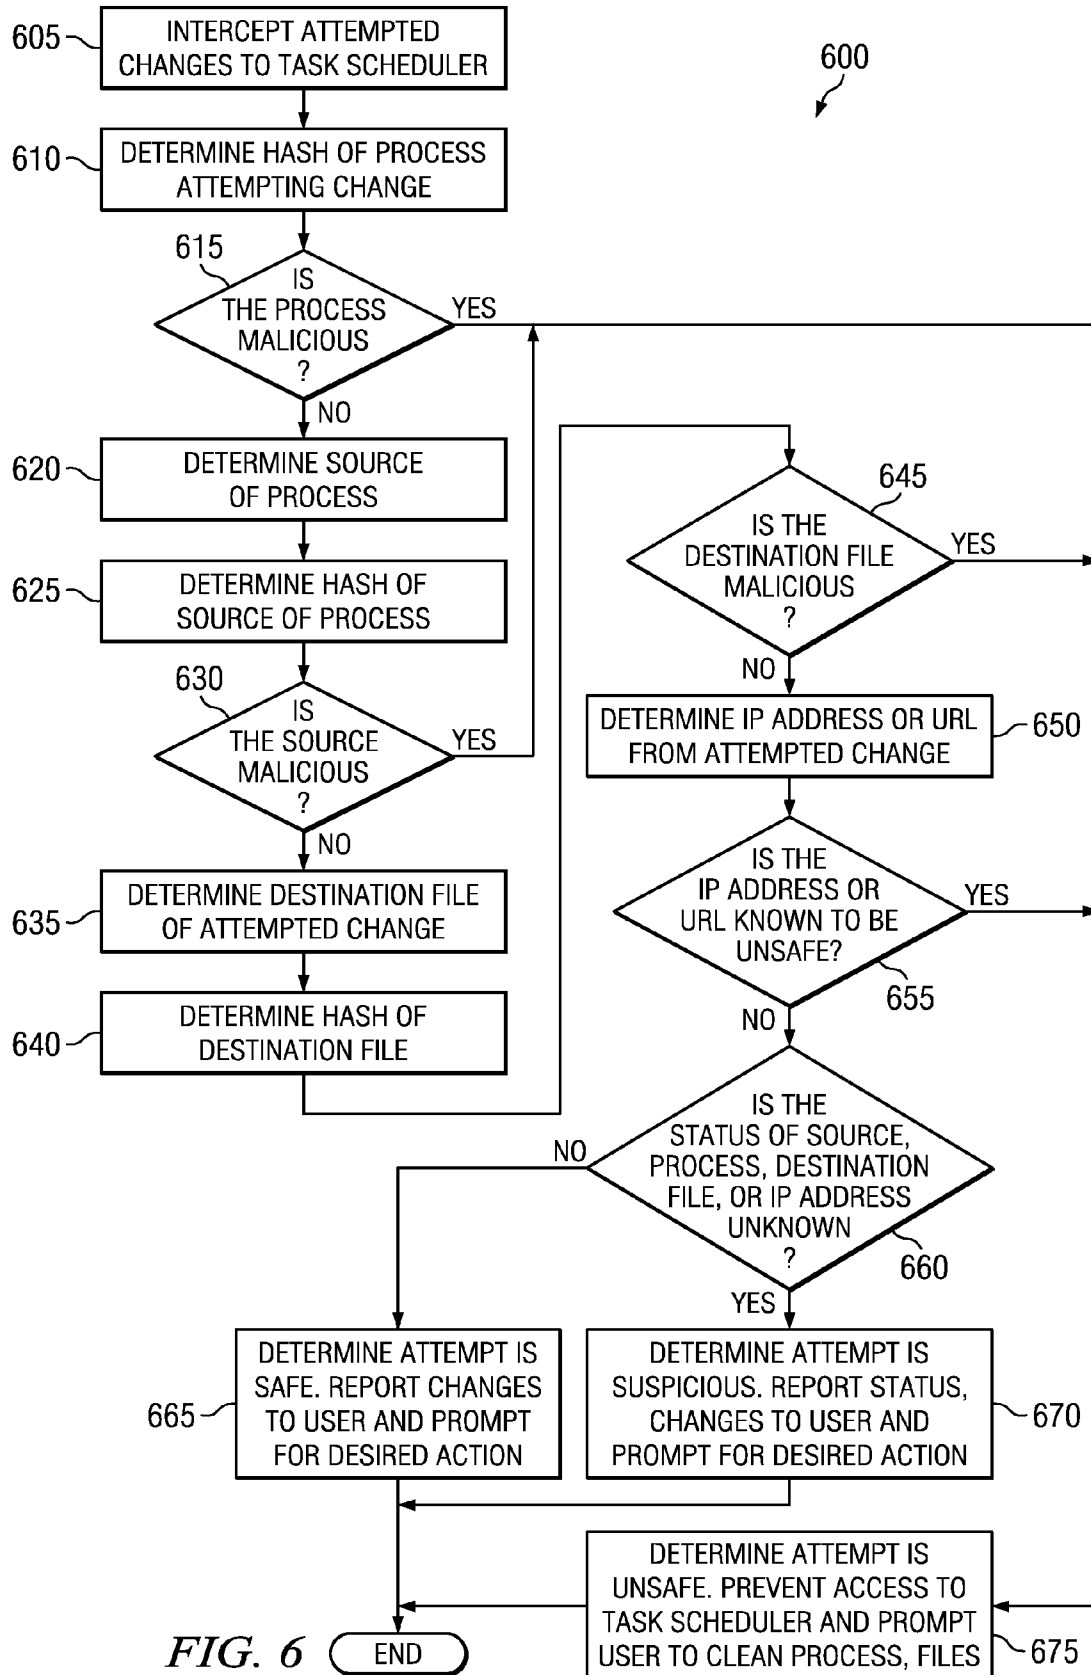 605
INTERCEPT ATTEMPTED
CHANGES TO TASK SCHEDULER
600
610
DETERMINE HASH OF PROCESS
ATTEMPTING CHANGE
615
IS
THE PROCESS
MALICIOUS
?
YES
NO
620
DETERMINE SOURCE
OF PROCESS
625
DETERMINE HASH OF
SOURCE OF PROCESS
630
IS
THE SOURCE
MALICIOUS
?
YES
NO
635
DETERMINE DESTINATION FILE
OF ATTEMPTED CHANGE
640
DETERMINE HASH OF
DESTINATION FILE
645
IS THE
DESTINATION FILE
MALICIOUS
?
YES
NO
DETERMINE IP ADDRESS OR URL
FROM ATTEMPTED CHANGE
650
IS THE
IP ADDRESS OR
URL KNOWN TO BE
UNSAFE?
YES
655
NO
IS THE
STATUS OF SOURCE,
PROCESS, DESTINATION
FILE, OR IP ADDRESS
UNKNOWN
?
NO
660
YES
665
DETERMINE ATTEMPT IS
SAFE. REPORT CHANGES
TO USER AND PROMPT
FOR DESIRED ACTION
DETERMINE ATTEMPT IS
SUSPICIOUS. REPORT STATUS,
CHANGES TO USER AND
PROMPT FOR DESIRED ACTION
670
DETERMINE ATTEMPT IS
UNSAFE. PREVENT ACCESS TO
TASK SCHEDULER AND PROMPT
USER TO CLEAN PROCESS, FILES
675
FIG. 6
END